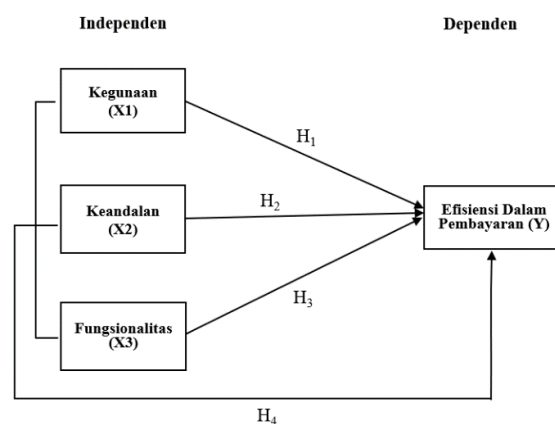 Independen
Dependen
Kegunaan
(X1)
H₁
Keandalan
(X2)
H₂
Efisiensi Dalam
Pembayaran (Y)
H₃
Fungsionalitas
(X3)
H₄